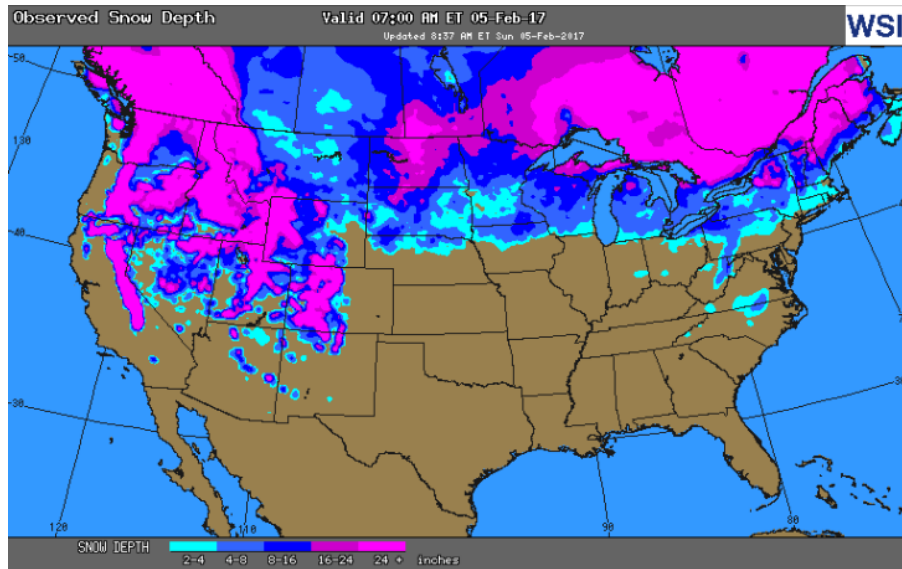 Observed Snow Depth
Valid 07:00 AM ET 05-Feb-17
Updated 8:37 AM ET Sun 05-Feb-2017
WSI
50
130
40
30
120
110
90
80
SNOW DEPTH
2-4 4-8 8-16 16-24 24 + inches